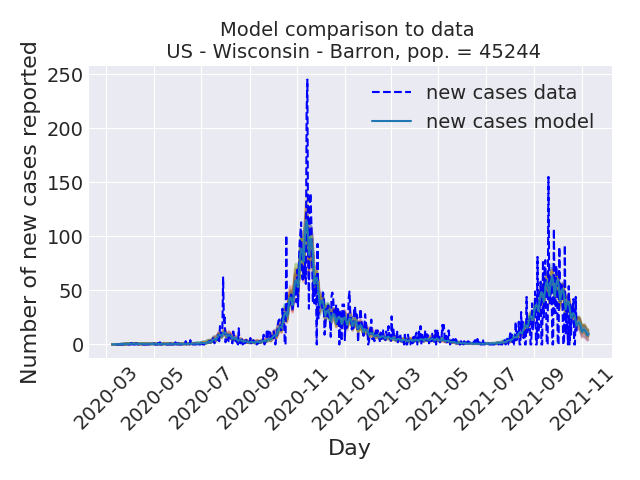 Model comparison to data
US - Wisconsin - Barron, pop. = 45244
Number of new cases reported
250
200
150
100
50
0
new cases data
new cases model
2020-03
2020-05
2020-07
2020-09
2020-11
2021-01
2021-03
2021-05
2021-07
2021-09
2021-11
Day